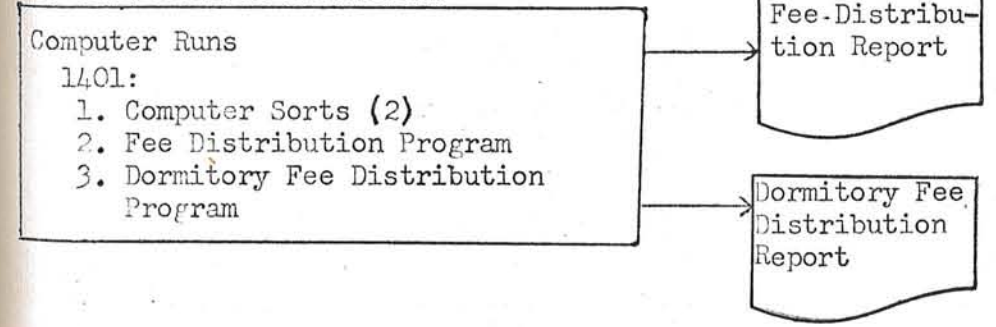 Computer Runs
1401:
1. Computer Sorts (2)
2. Fee Distribution Program
3. Dormitory Fee Distribution
Program
Fee-Distribu-
tion Report
Dormitory Fee
Distribution
Report